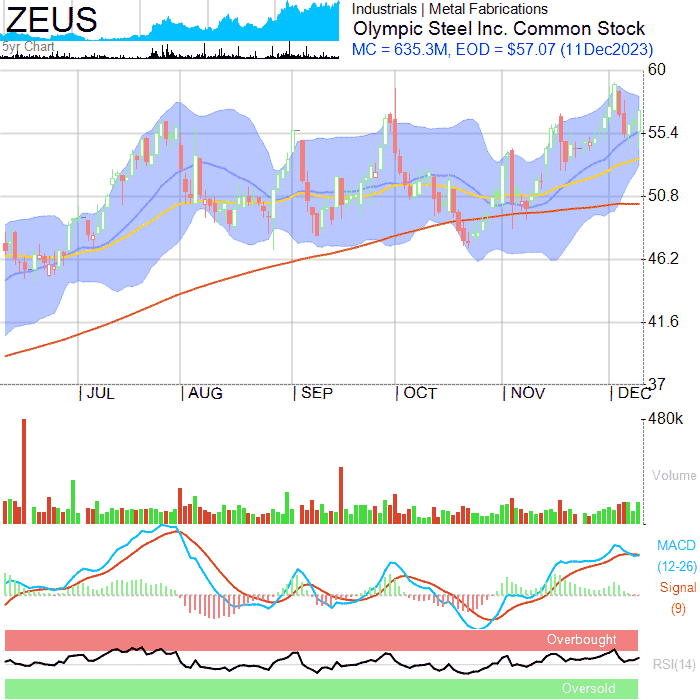 ZEUS
5yr Chart
Industrials | Metal Fabrications
Olympic Steel Inc. Common Stock
MC = 635.3M, EOD = $57.07 (11Dec2023)
60
55.4
50.8
46.2
41.6
37
| JUL | AUG | SEP | OCT | NOV | DEC
480k
Volume
MACD
(12-26)
Signal
(9)
Overbought
RSI(14)
Oversold